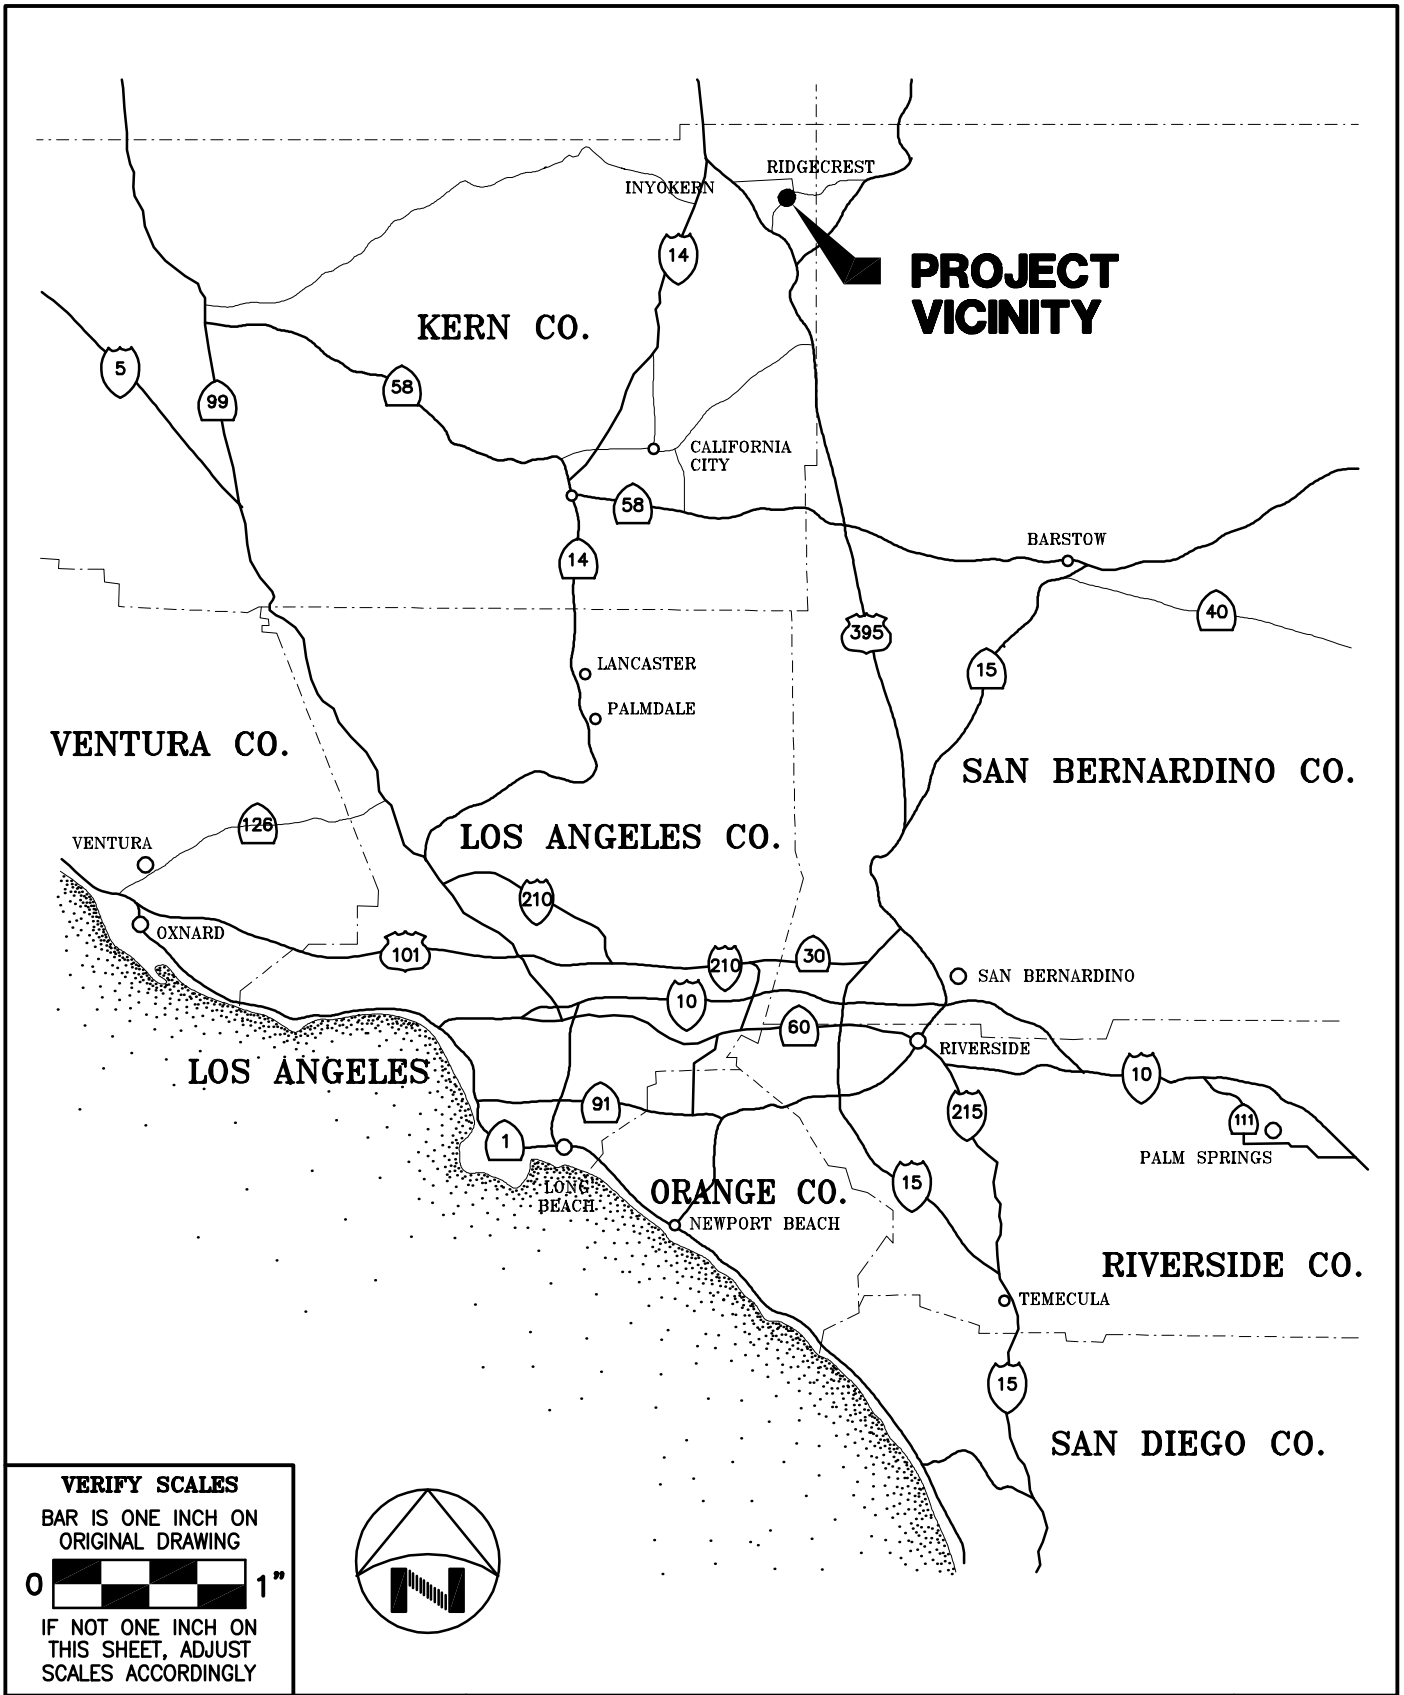 RIDGECREST
INYOKERN
14
PROJECT
VICINITY
KERN CO.
5
99
58
CALIFORNIA
CITY
58
BARSTOW
14
40
395
15
LANCASTER
PALMDALE
VENTURA CO.
SAN BERNARDINO CO.
126
LOS ANGELES CO.
VENTURA
210
OXNARD
101
210
30
SAN BERNARDINO
10
60
RIVERSIDE
LOS ANGELES
10
91
215
111
1
PALM SPRINGS
15
LONG
BEACH
ORANGE CO.
NEWPORT BEACH
RIVERSIDE CO.
TEMECULA
15
SAN DIEGO CO.
VERIFY SCALES
BAR IS ONE INCH ON
ORIGINAL DRAWING
0 1"
IF NOT ONE INCH ON
THIS SHEET, ADJUST
SCALES ACCORDINGLY
N